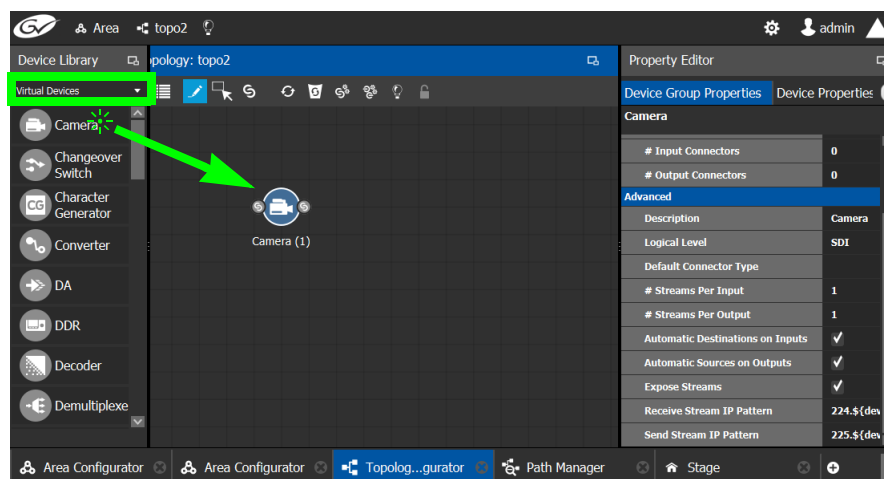 GV Area topo2 admin
Device Library
opology: topo2
Property Editor
Virtual Devices
Device Group Properties Device Properties
Camera
Camera
Changeover
Switch
CG Character
Generator
Converter
DA
DDR
Decoder
Demultiplexe
Camera (1)
# Input Connectors 0
# Output Connectors 0
Advanced
Description Camera
Logical Level SDI
Default Connector Type
# Streams Per Input 1
# Streams Per Output 1
Automatic Destinations on Inputs
Automatic Sources on Outputs
Expose Streams
Receive Stream IP Pattern 224.${dev
Send Stream IP Pattern 225.${dev
Area Configurator Area Configurator Topolog...gurator Path Manager Stage